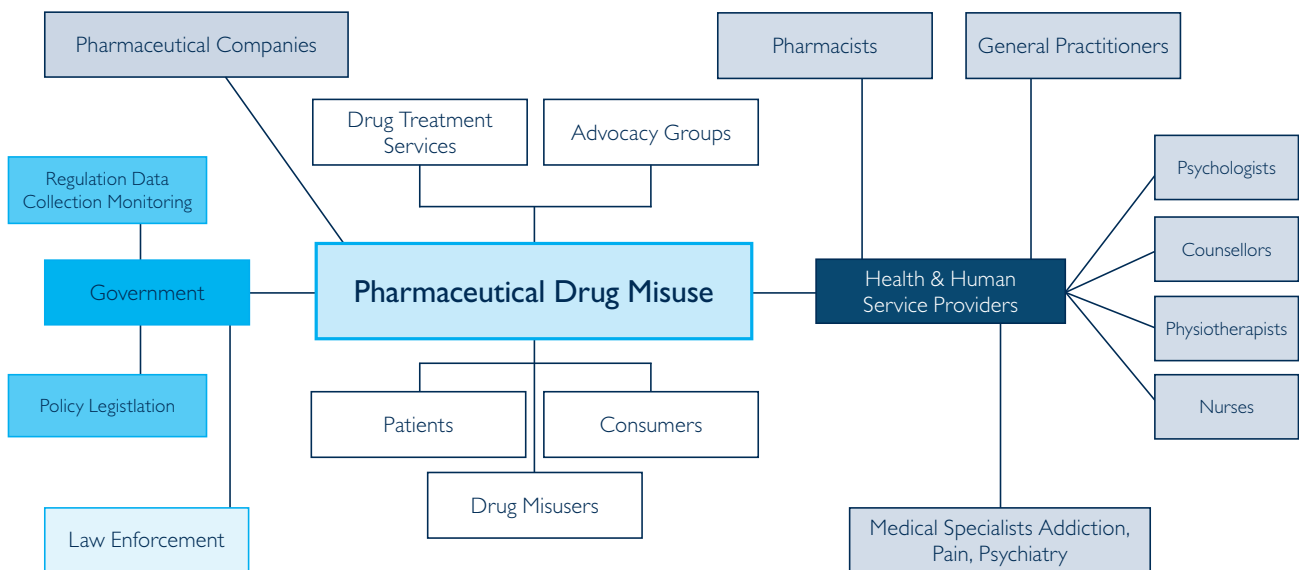 Pharmaceutical Companies
Pharmacists
General Practitioners
Drug Treatment
Services
Advocacy Groups
Regulation Data
Collection Monitoring
Psychologists
Counsellors
Government
Pharmaceutical Drug Misuse
Health & Human
Service Providers
Physiotherapists
Policy Legistlation
Patients
Consumers
Nurses
Drug Misusers
Law Enforcement
Medical Specialists Addiction,
Pain, Psychiatry